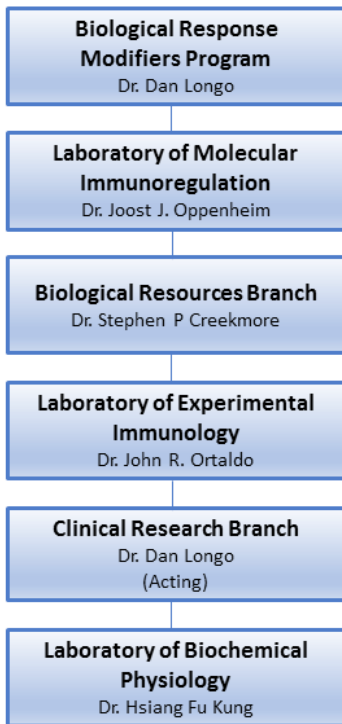 Biological Response
Modifiers Program
Dr. Dan Longo
Laboratory of Molecular
Immunoregulation
Dr. Joost J. Oppenheim
Biological Resources Branch
Dr. Stephen P Creekmore
Laboratory of Experimental
Immunology
Dr. John R. Ortaldo
Clinical Research Branch
Dr. Dan Longo
(Acting)
Laboratory of Biochemical
Physiology
Dr. Hsiang Fu Kung